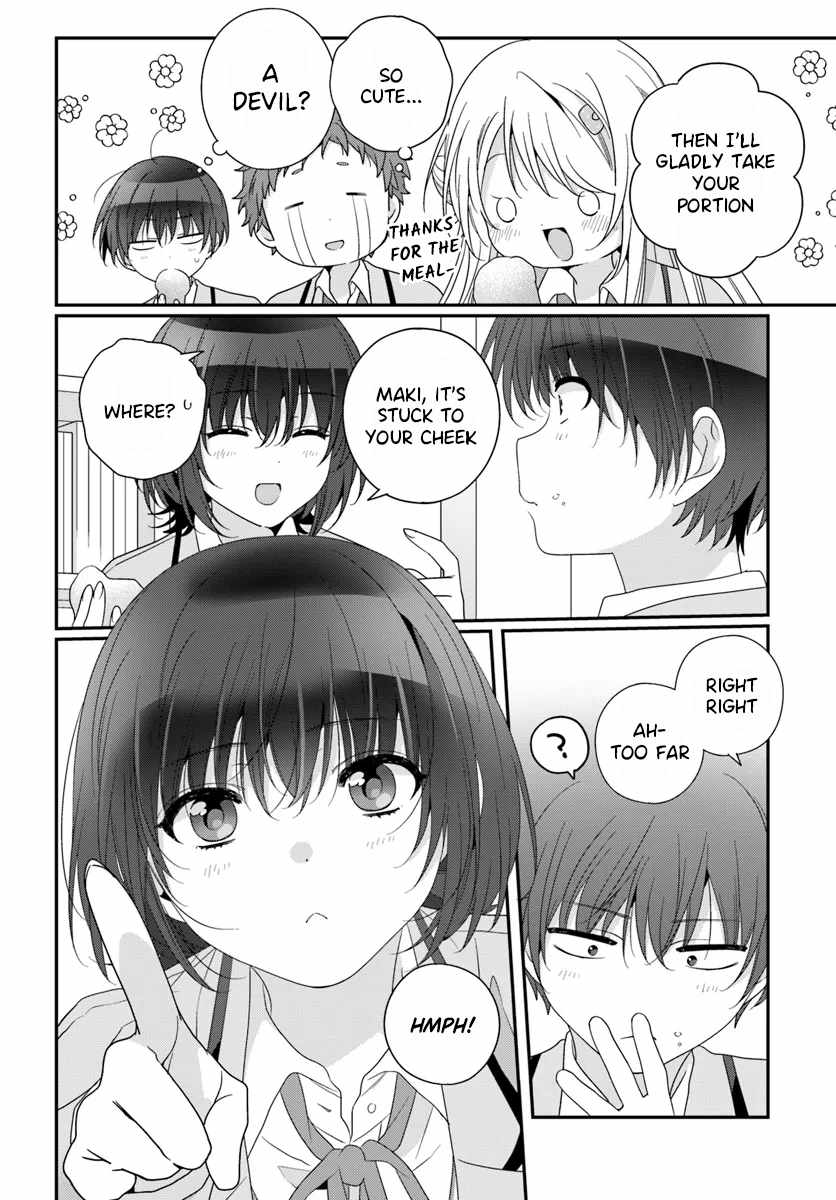 THEN I'LL
GLADLY TAKE
YOUR
PORTION
THANKS
FOR THE
MEAL-
SO
CUTE...
A
DEVIL?
MAKI, IT'S
STUCK TO
YOUR CHEEK
WHERE?
RIGHT
RIGHT
AH-
TOO FAR
?
HMPH!